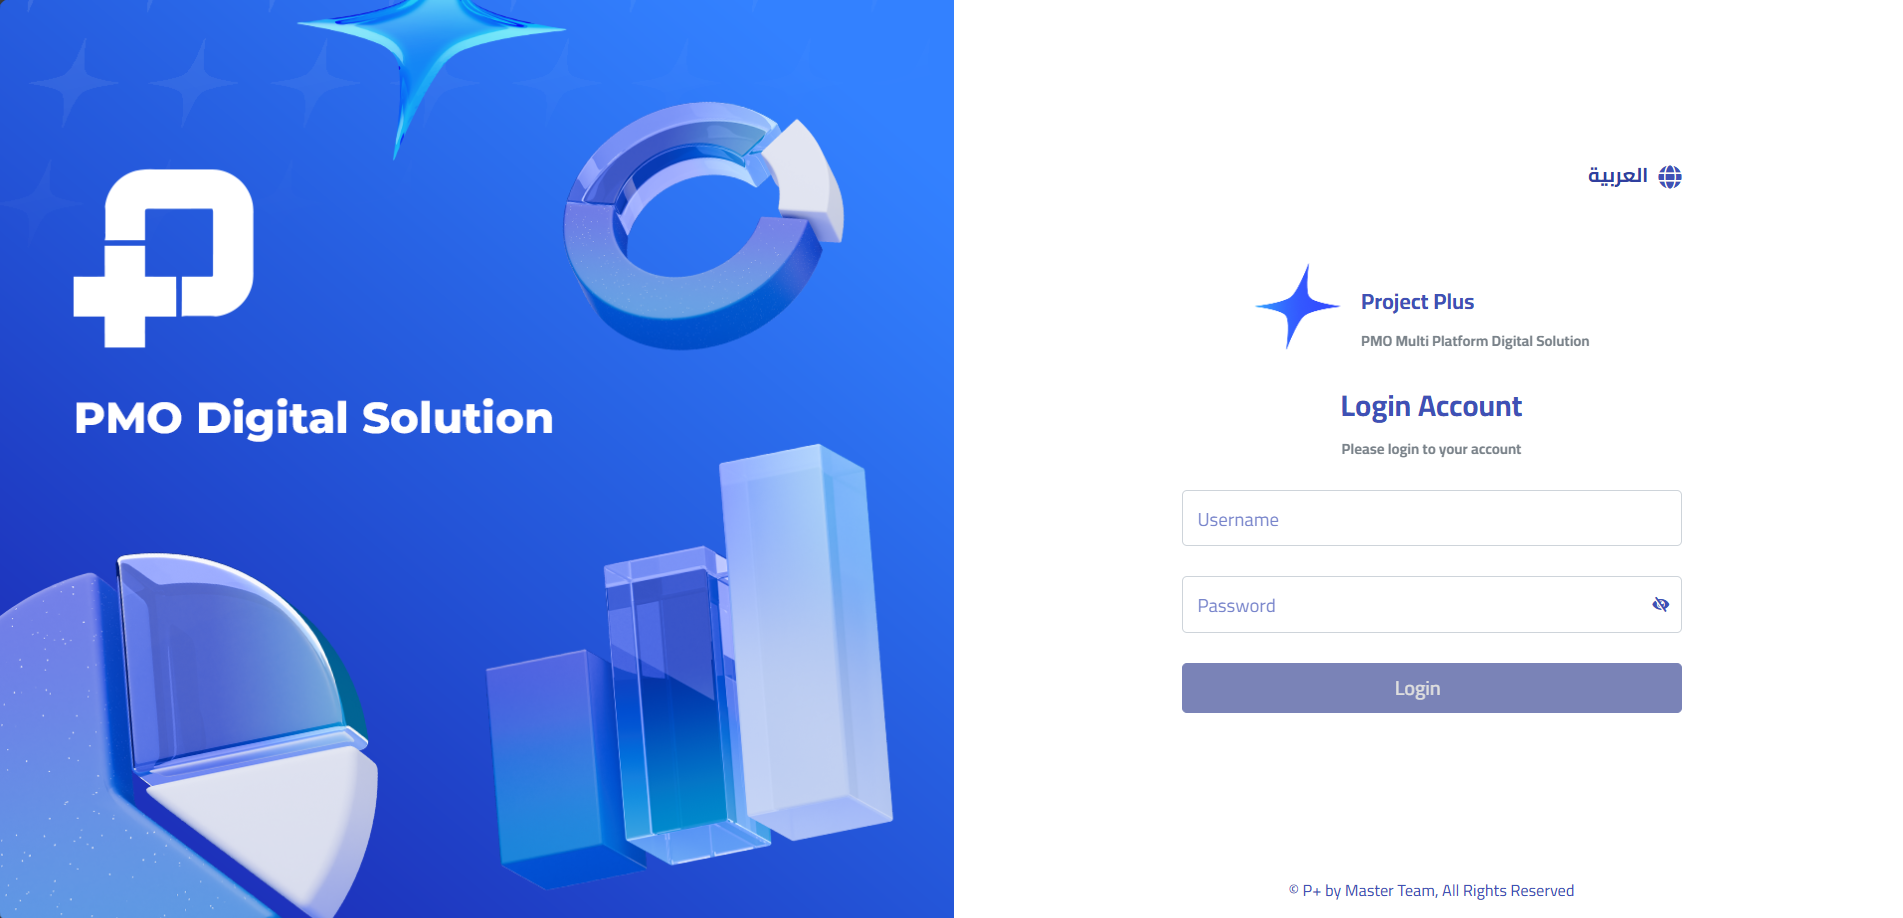 PMO Digital Solution
العربية
Project Plus
PMO Multi Platform Digital Solution
Login Account
Please login to your account
Username
Password
Login
© P+ by Master Team, All Rights Reserved